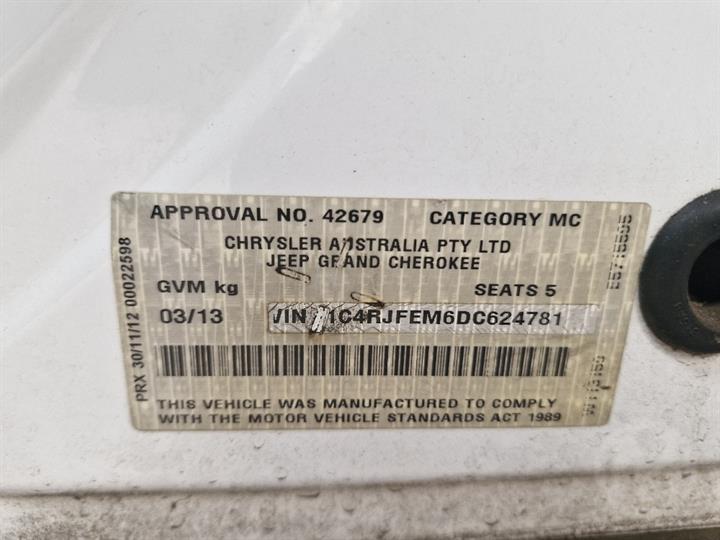 APPROVAL NO. 42679 CATEGORY MC
CHRYSLER AUSTRALIA PTY LTD
JEEP GRAND CHEROKEE
GVM kg SEATS 5
03/13 VIN 1C4RJFEM6DC624781
THIS VEHICLE WAS MANUFACTURED TO COMPLY
WITH THE MOTOR VEHICLE STANDARDS ACT 1989
PRX 30/11/12 00022598